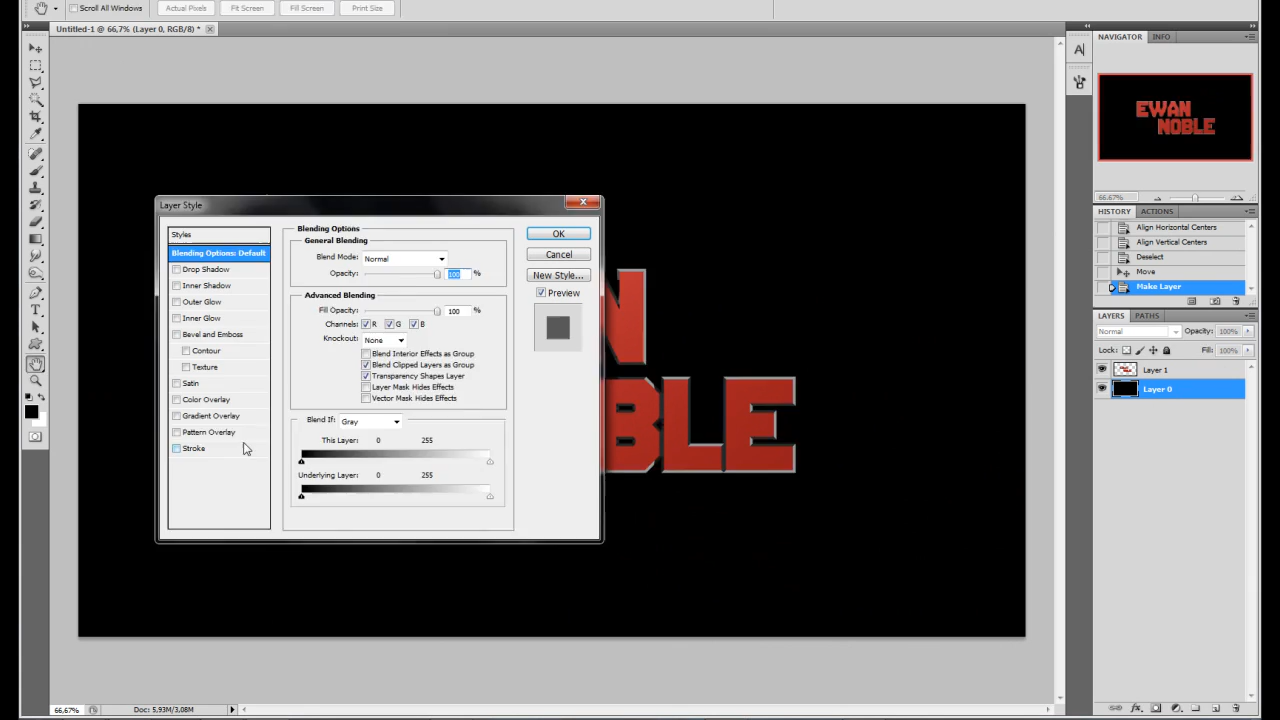 Scroll All Windows
Actual Pixels
Fit Screen
Fill Screen
Print Size
Untitled-1 @ 66,7% (Layer 0, RGB/8) *
NAVIGATOR
INFO
A
EWAN
NOBLE
66.67%
HISTORY
ACTIONS
Align Horizontal Centers
Align Vertical Centers
Deselect
Move
Make Layer
LAYERS
PATHS
Normal
Opacity: 100%
Lock:
Fill: 100%
Layer 1
Layer 0
Layer Style
Styles
Blending Options: Default
Drop Shadow
Inner Shadow
Outer Glow
Inner Glow
Bevel and Emboss
Contour
Texture
Satin
Color Overlay
Gradient Overlay
Pattern Overlay
Stroke
Blending Options
General Blending
Blend Mode: Normal
Opacity: 100 %
Advanced Blending
Fill Opacity: 100 %
Channels: R G B
Knockout: None
Blend Interior Effects as Group
Blend Clipped Layers as Group
Transparency Shapes Layer
Layer Mask Hides Effects
Vector Mask Hides Effects
Blend If: Gray
This Layer: 0 255
Underlying Layer: 0 255
OK
Cancel
New Style...
Preview
N
BLE
T
66,67%
Doc: 5,93M/3,08M